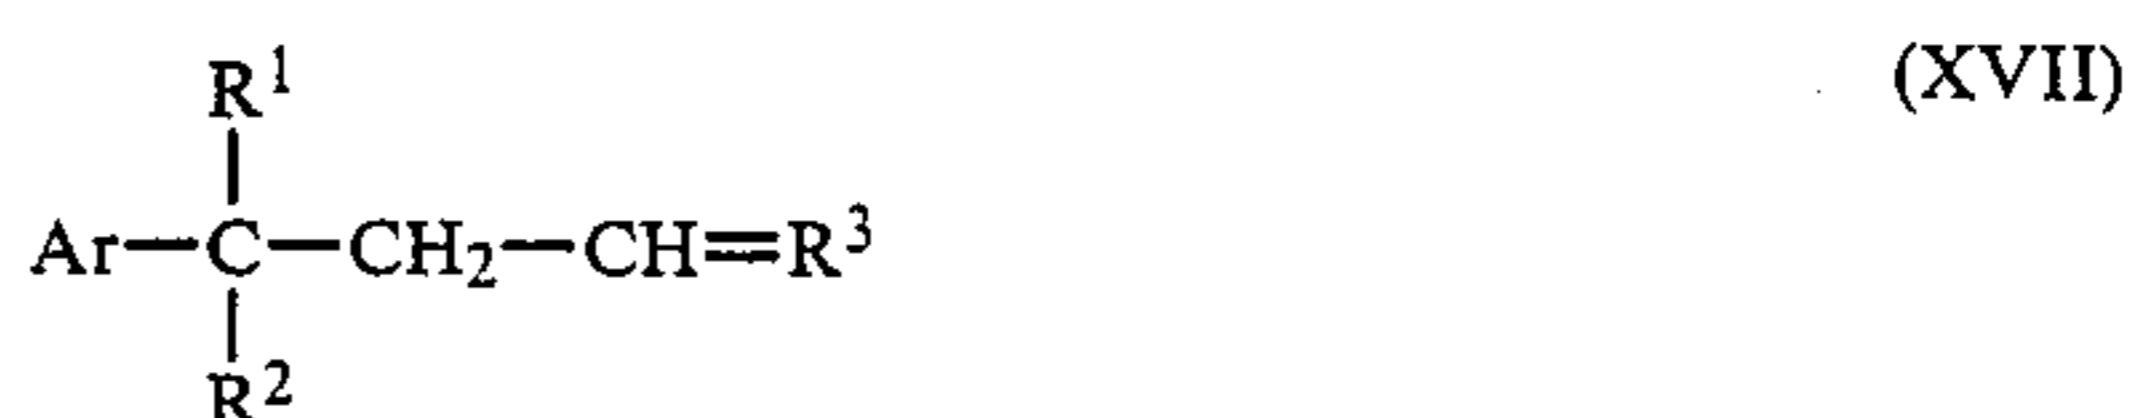 R¹ (XVII)
Ar—C—CH₂—CH=R³
R²